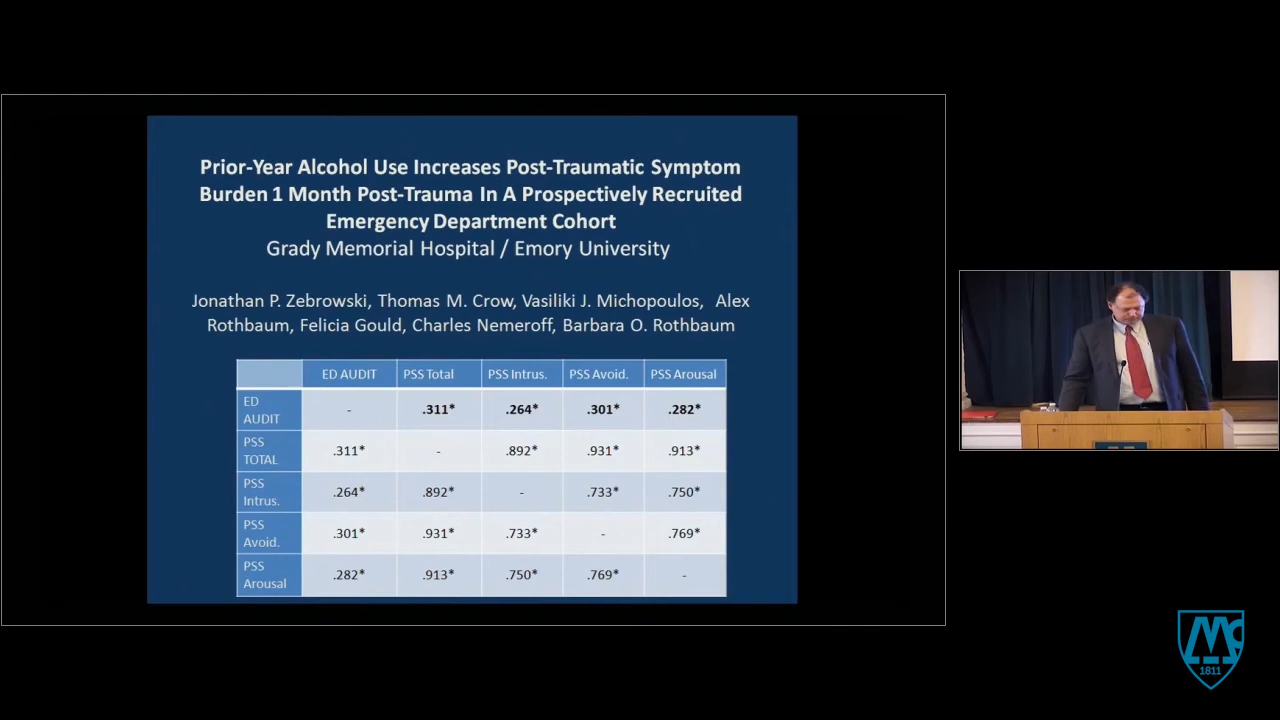 Prior-Year Alcohol Use Increases Post-Traumatic Symptom
Burden 1 Month Post-Trauma In A Prospectively Recruited
Emergency Department Cohort
Grady Memorial Hospital / Emory University
Jonathan P. Zebrowski, Thomas M. Crow, Vasiliki J. Michopoulos, Alex
Rothbaum, Felicia Gould, Charles Nemeroff, Barbara O. Rothbaum
ED AUDIT PSS Total PSS Intrus. PSS Avoid. PSS Arousal
ED
AUDIT
- .311* .264* .301* .282*
PSS
TOTAL
.311* - .892* .931* .913*
PSS
Intrus.
.264* .892* - .733* .750*
PSS
Avoid.
.301* .931* .733* - .769*
PSS
Arousal
.282* .913* .750* .769* -
1811